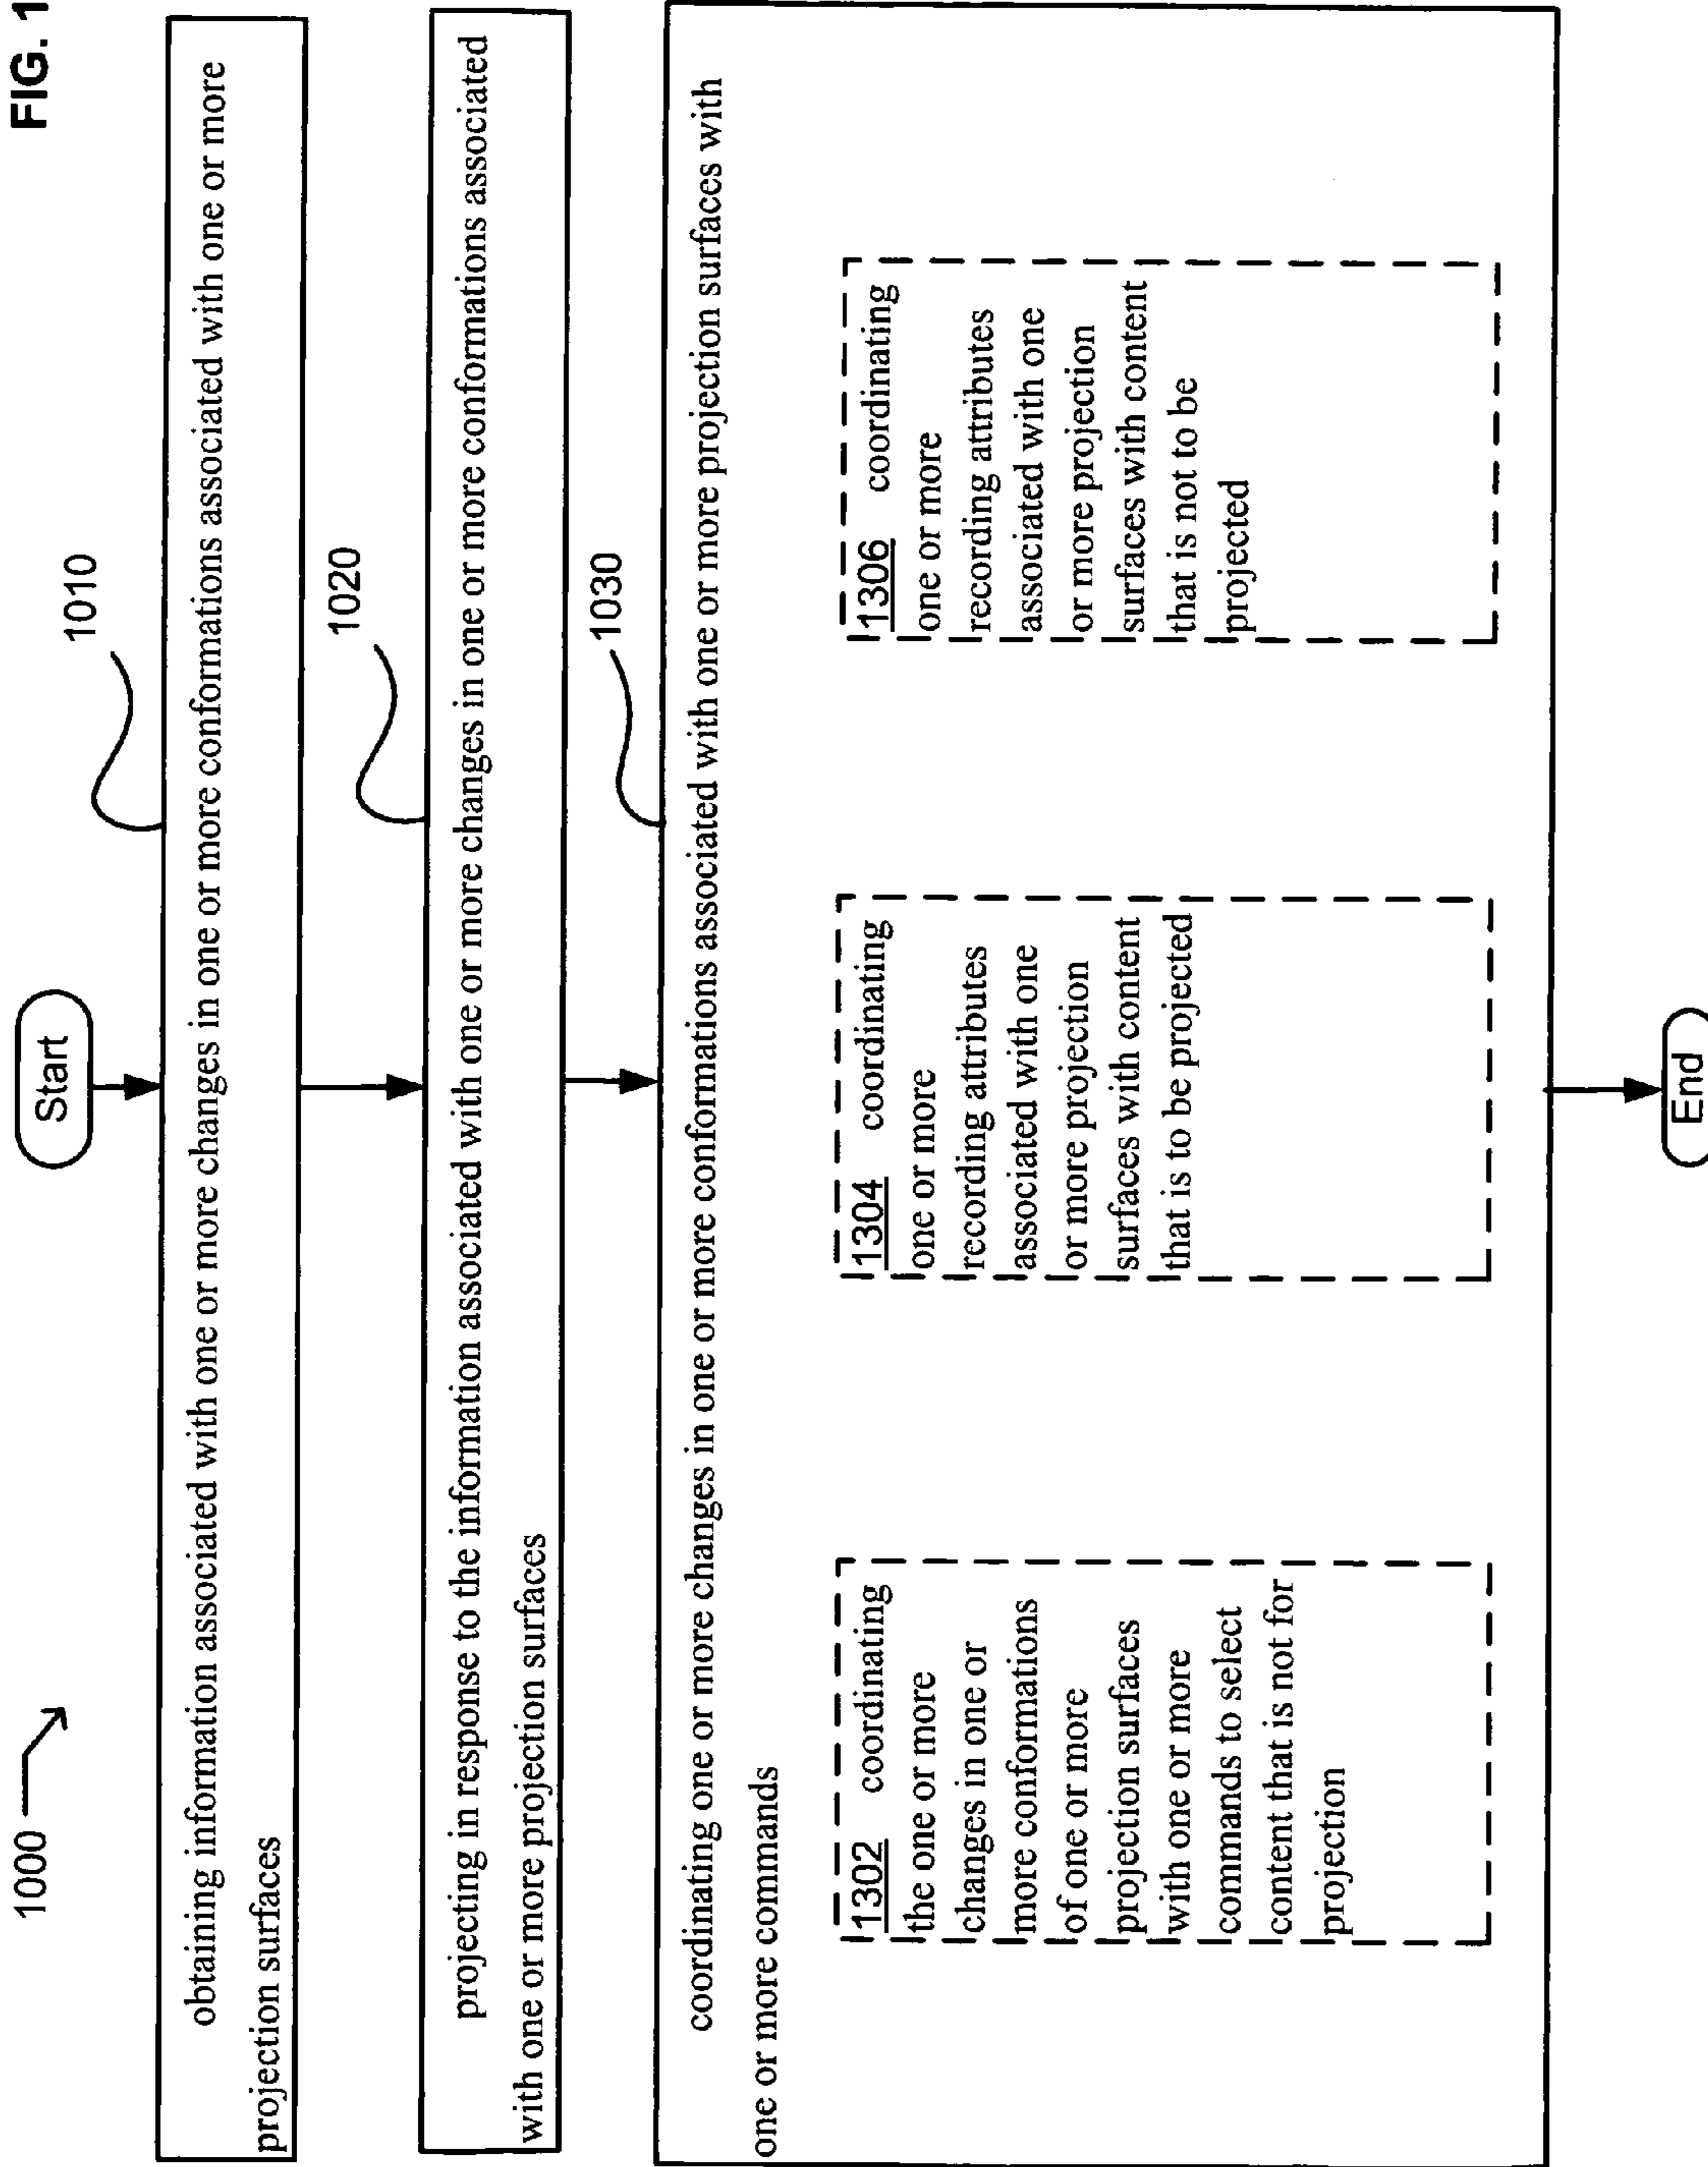 FIG. 1
1000
Start
1010
obtaining information associated with one or more changes in one or more conformations associated with one or more
projection surfaces
1020
projecting in response to the information associated with one or more changes in one or more conformations associated
with one or more projection surfaces
1030
coordinating one or more changes in one or more conformations associated with one or more projection surfaces with
one or more commands
1302 coordinating
the one or more
changes in one or
more conformations
of one or more
projection surfaces
with one or more
commands to select
content that is not for
projection
1304 coordinating
one or more
recording attributes
associated with one
or more projection
surfaces with content
that is to be projected
1306 coordinating
one or more
recording attributes
associated with one
or more projection
surfaces with content
that is not to be
projected
End